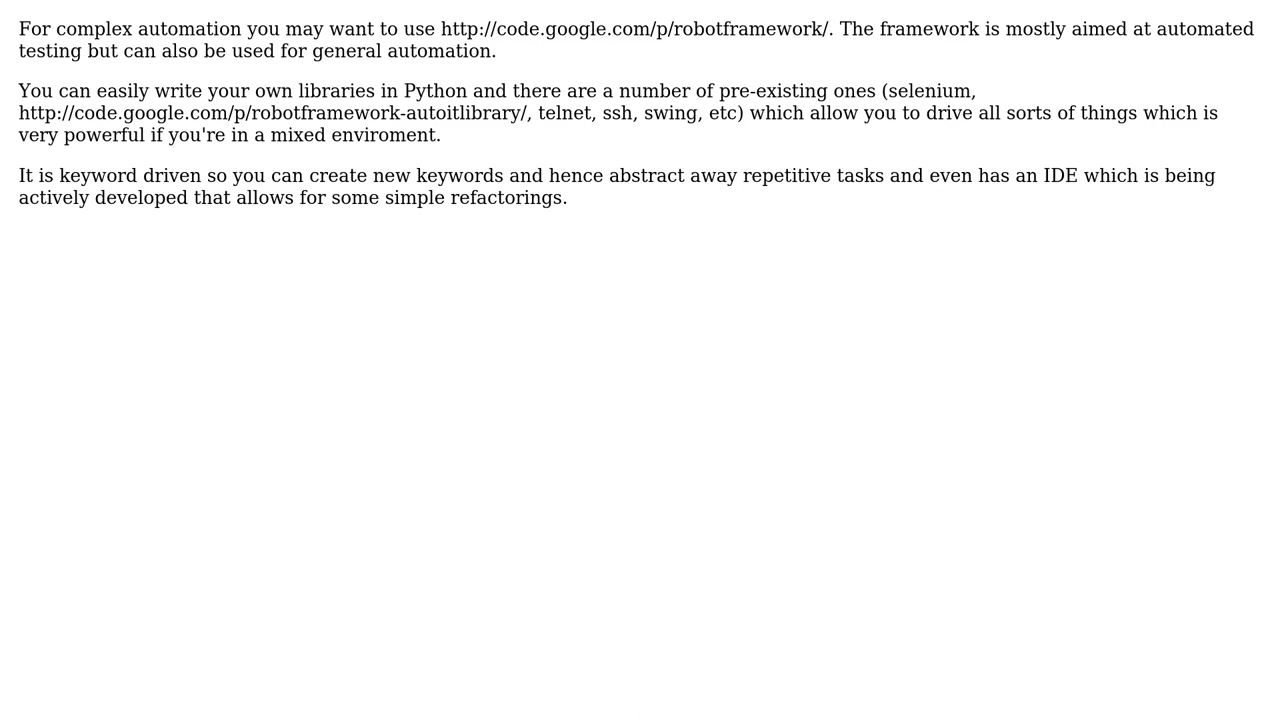 For complex automation you may want to use http://code.google.com/p/robotframework/. The framework is mostly aimed at automated
testing but can also be used for general automation.
You can easily write your own libraries in Python and there are a number of pre-existing ones (selenium,
http://code.google.com/p/robotframework-autoitlibrary/, telnet, ssh, swing, etc) which allow you to drive all sorts of things which is
very powerful if you're in a mixed enviroment.
It is keyword driven so you can create new keywords and hence abstract away repetitive tasks and even has an IDE which is being
actively developed that allows for some simple refactorings.